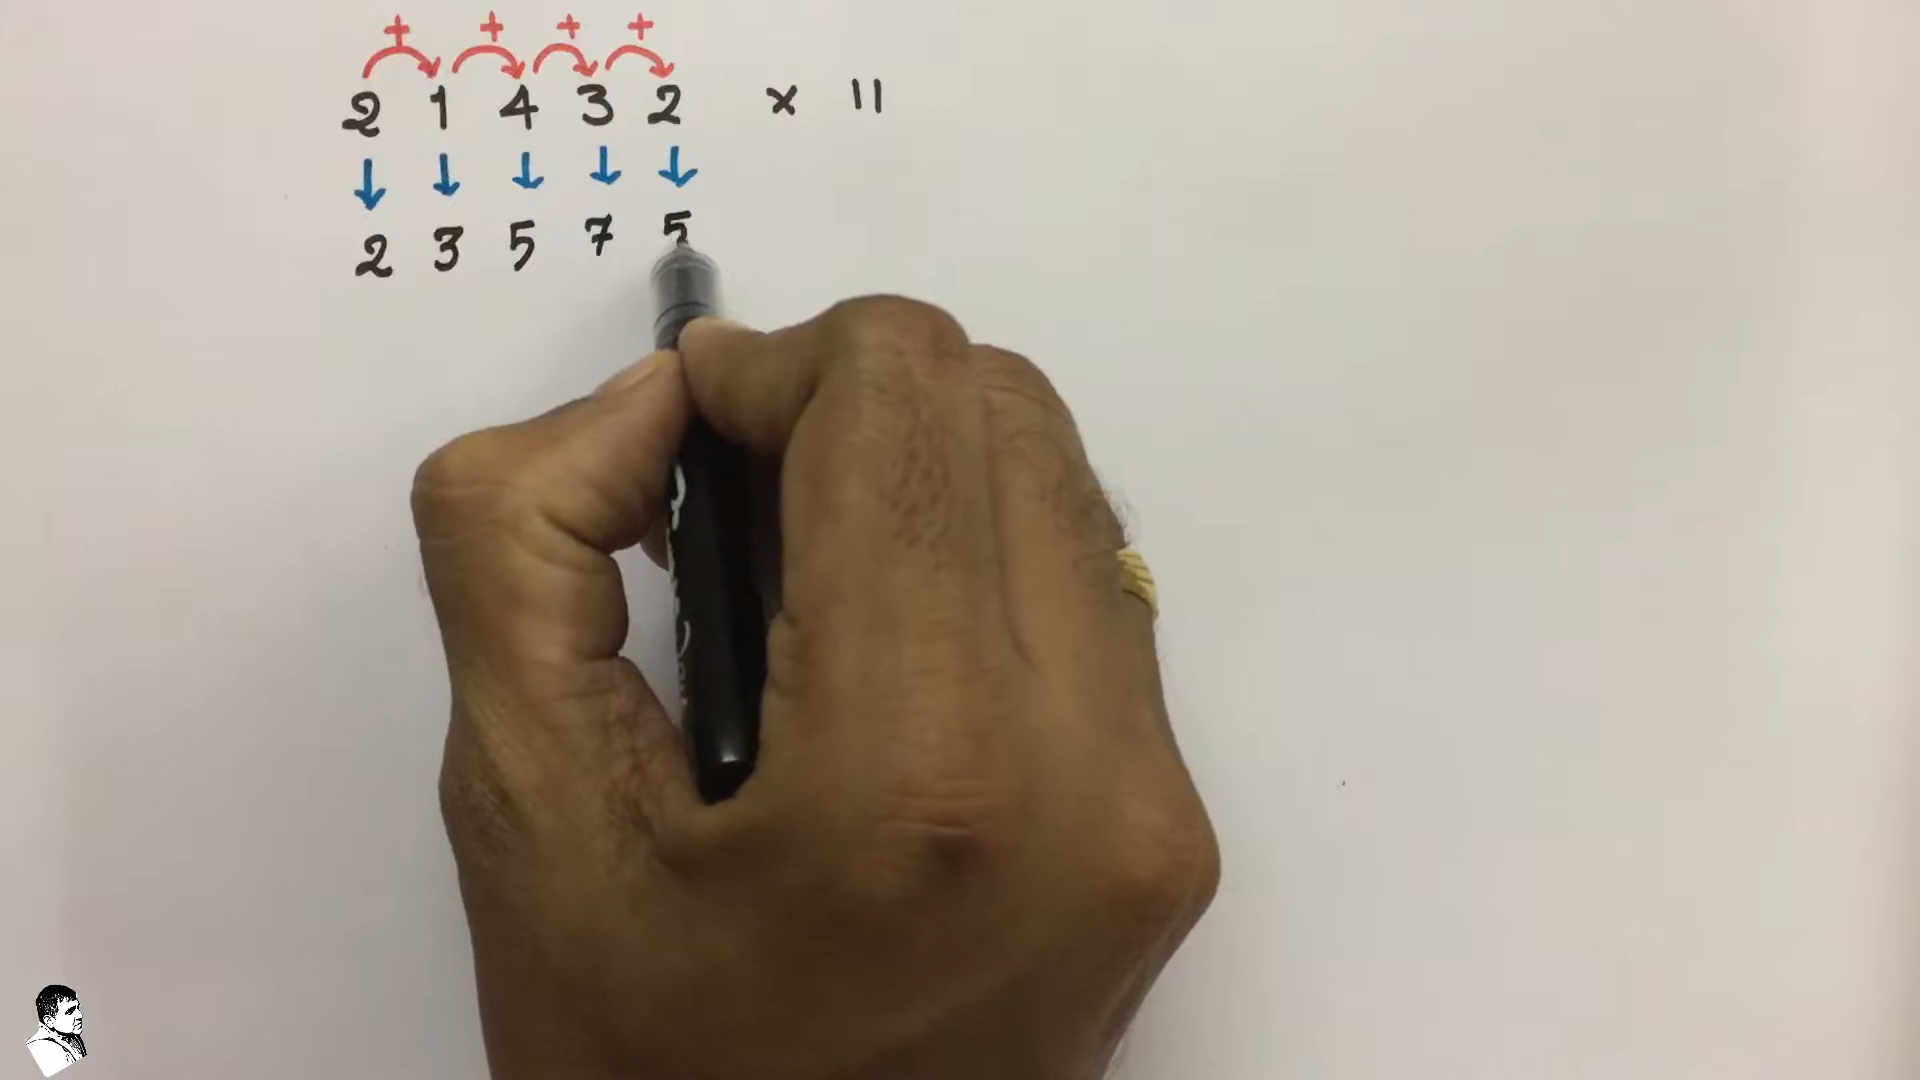 + + + +
2 1 4 3 2 × 11
↓ ↓ ↓ ↓ ↓
2 3 5 7 5